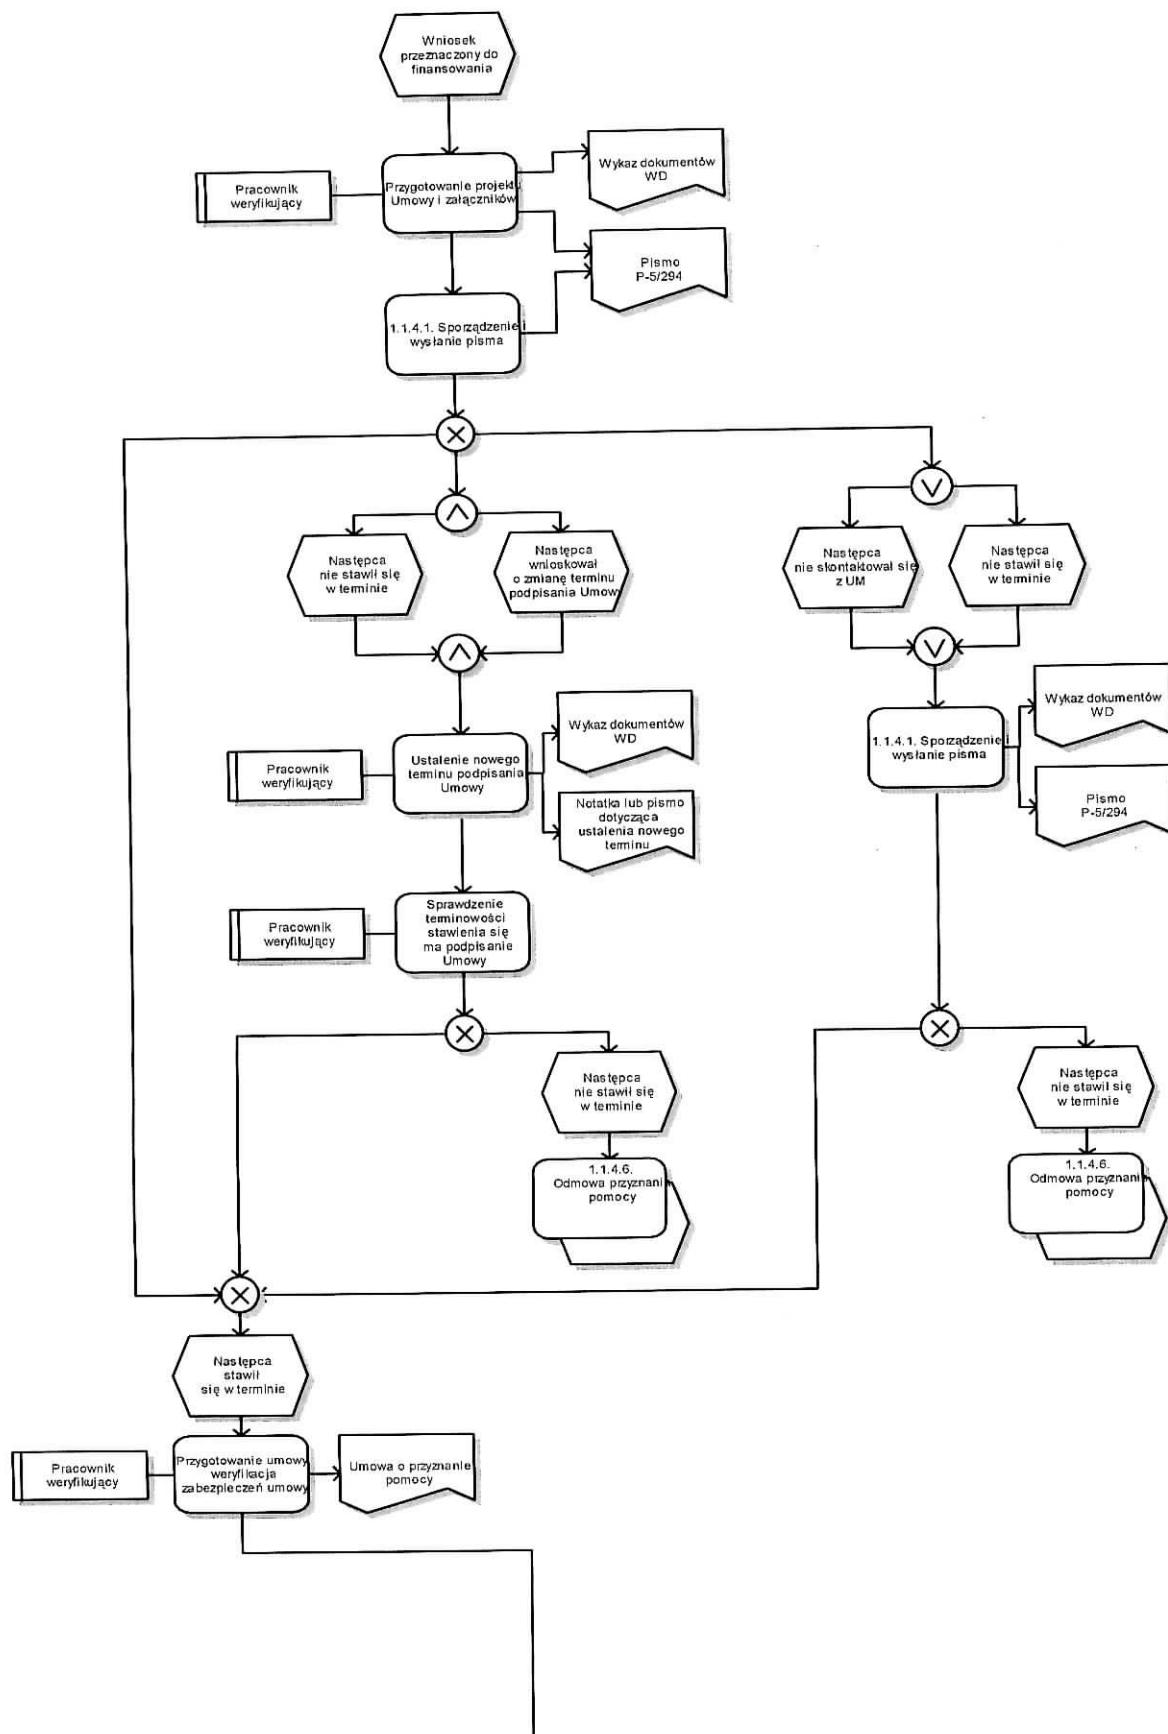 Wniosek
przeznaczony do
finansowania
Wykaz dokumentów
WD
Pracownik
weryfikujący
Przygotowanie projektu
Umowy i załączników
Pismo
P-5/294
1.1.4.1. Sporządzenie i
wysłanie pisma
Następca
nie stawił się
w terminie
Następca
wnioskował
o zmianę terminu
podpisania Umowy
Następca
nie skontaktował się
z UM
Następca
nie stawił się
w terminie
Wykaz dokumentów
WD
Wykaz dokumentów
WD
1.1.4.1. Sporządzenie i
wysłanie pisma
Pracownik
weryfikujący
Ustalenie nowego
terminu podpisania
Umowy
Notatka lub pismo
dotycząca
ustalenia nowego
terminu
Pismo
P-5/294
Pracownik
weryfikujący
Sprawdzenie
terminowości
stawienia się
ma podpisanie
Umowy
Następca
nie stawił się
w terminie
Następca
nie stawił się
w terminie
1.1.4.6.
Odmowa przyznani
pomocy
1.1.4.6.
Odmowa przyznani
pomocy
Następca
stawił
się w terminie
Pracownik
weryfikujący
Przygotowanie umowy
weryfikacja
zabezpieczeń umowy
Umowa o przyznanie
pomocy